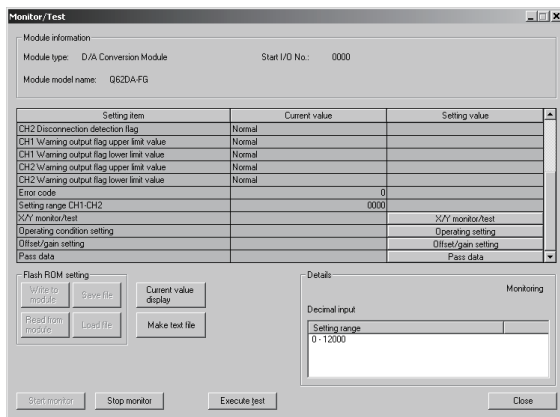 Monitor/Test
Module information
Module type: D/A Conversion Module Start I/O No.: 0000
Module model name: Q62DA-FG
Setting item Current value Setting value
CH2 Disconnection detection flag Normal
CH1 Warning output flag upper limit value Normal
CH1 Warning output flag lower limit value Normal
CH2 Warning output flag upper limit value Normal
CH2 Warning output flag lower limit value Normal
Error code 0
Setting range CH1-CH2 0000
X/Y monitor/test X/Y monitor/test
Operating condition setting Operating setting
Offset/gain setting Offset/gain setting
Pass data Pass data
Flash ROM setting
Write to module
Save file
Read from module
Load file
Current value display
Make text file
Details
Monitoring
Decimal input
Setting range
0 - 12000
Start monitor Stop monitor Execute test Close